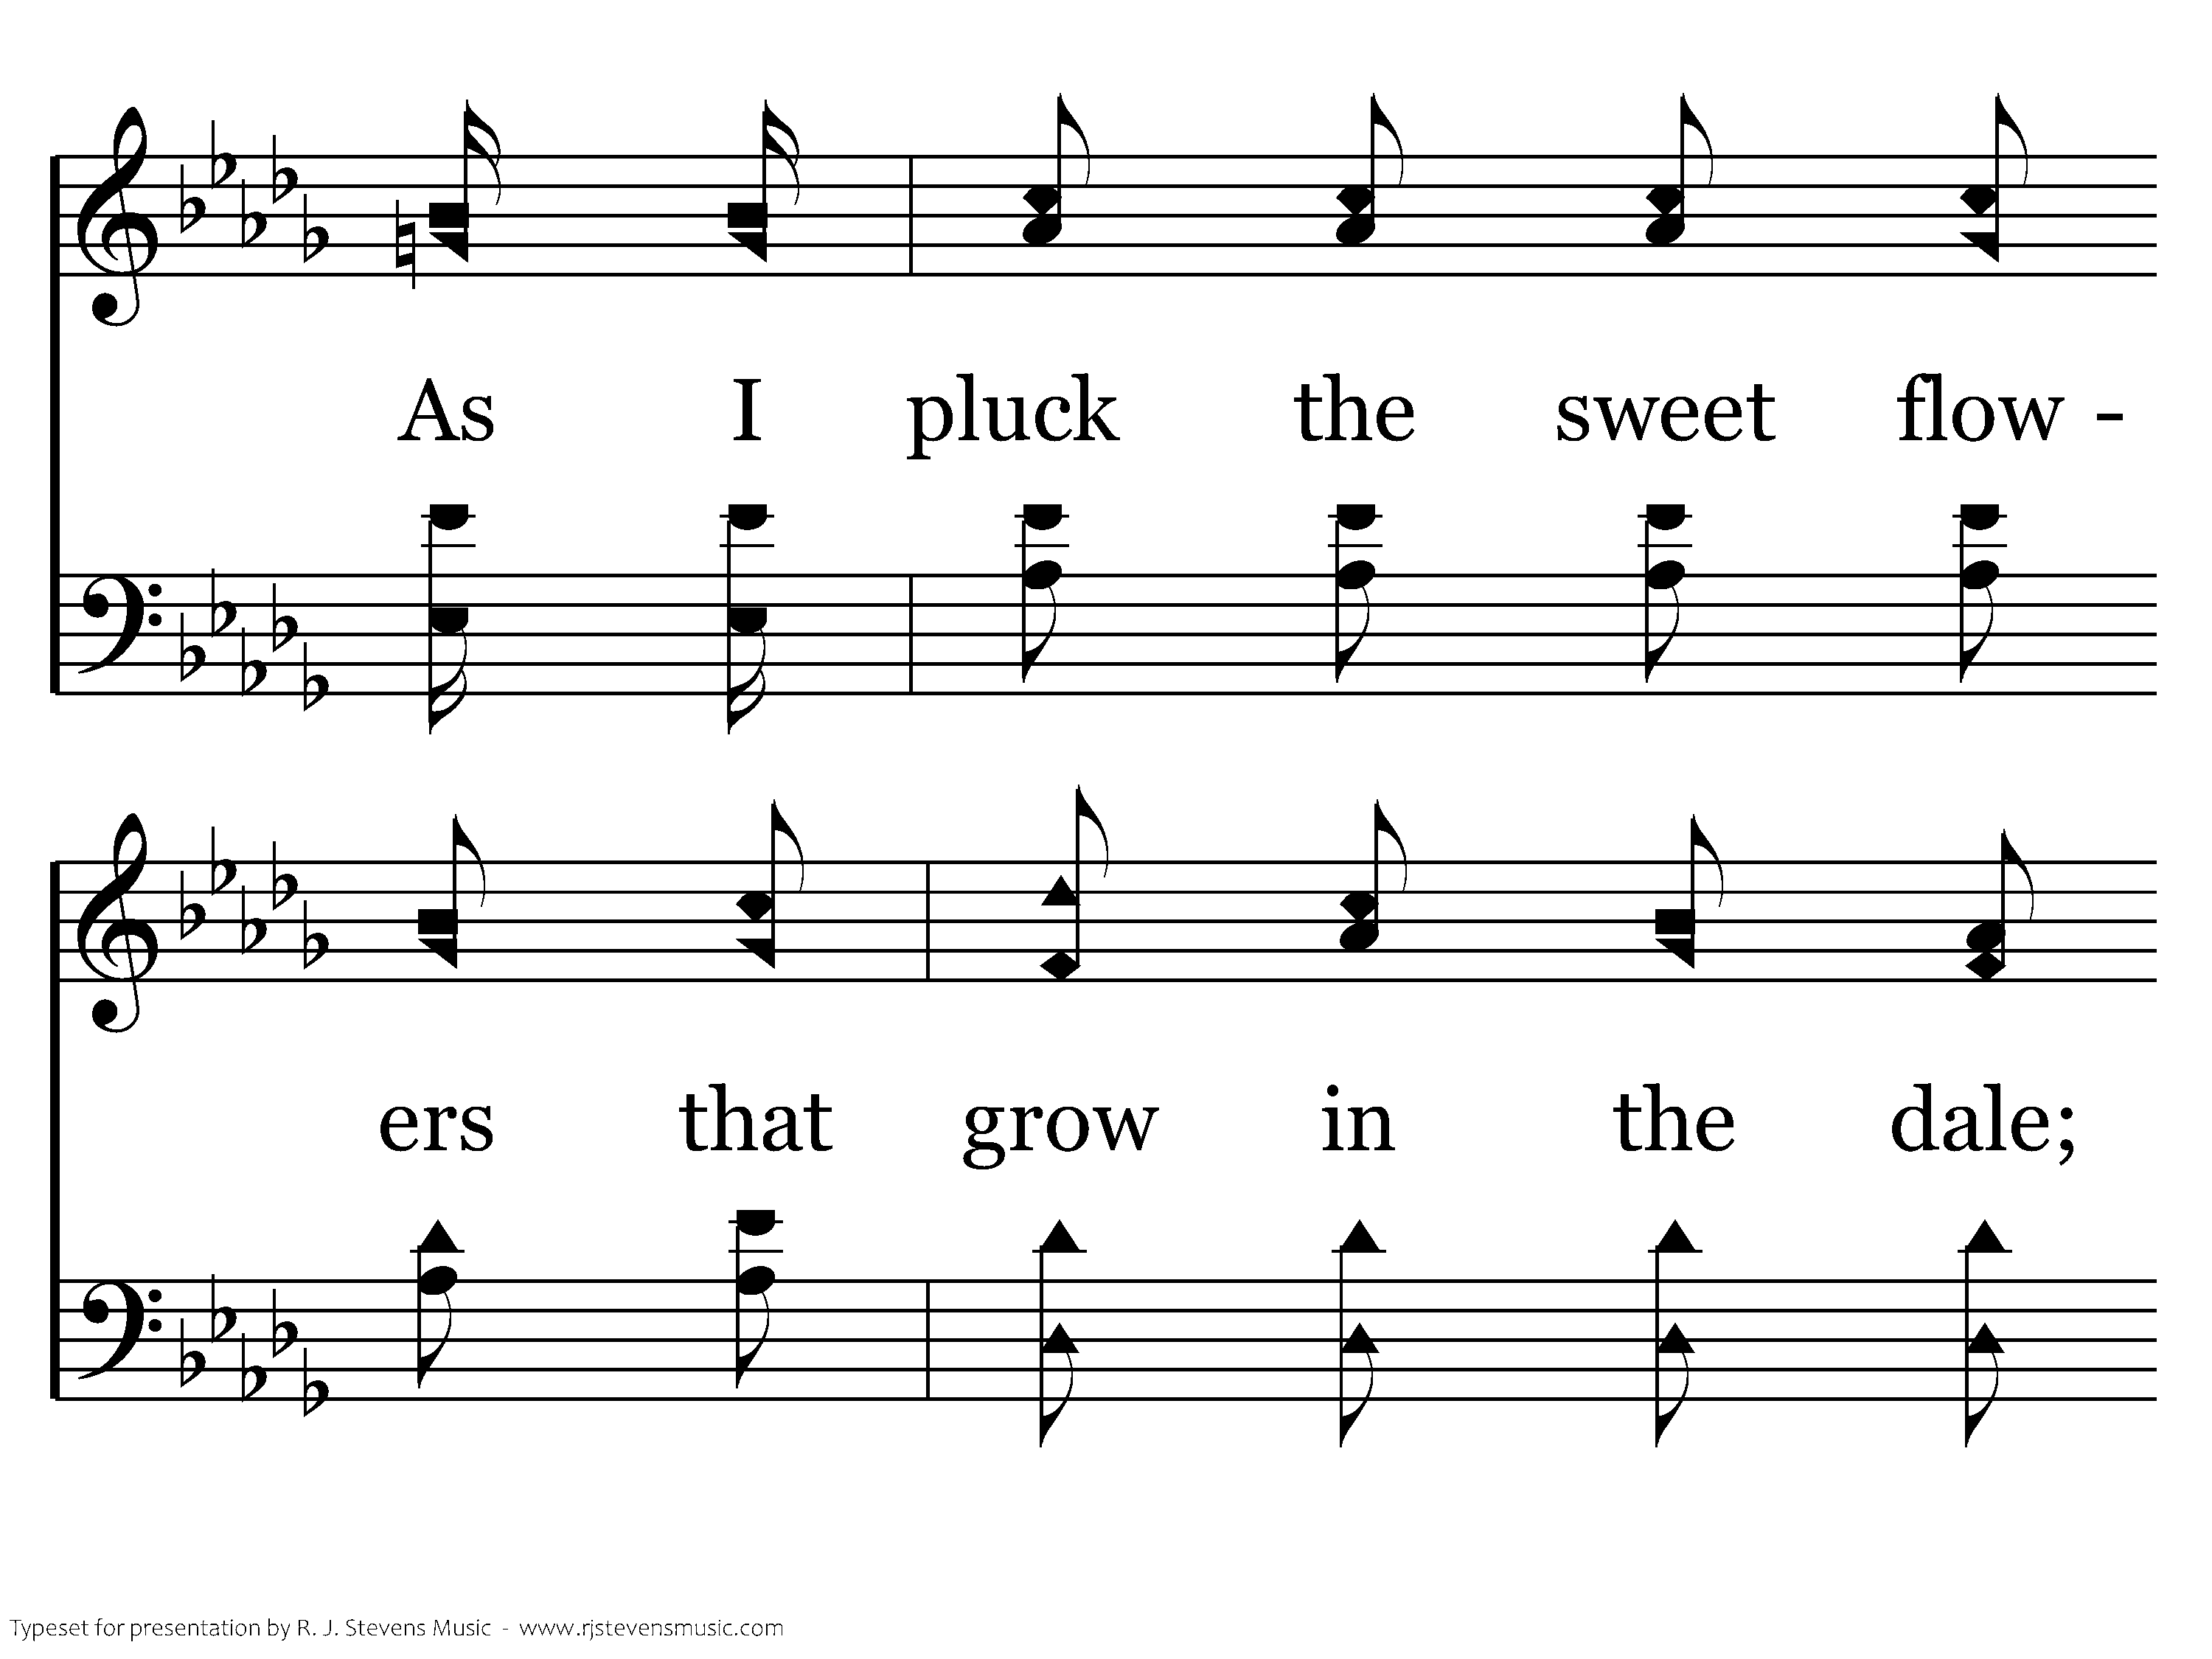 As I pluck the sweet flow -
ers that grow in the dale;
Typeset for presentation by R. J. Stevens Music - www.rjstevensmusic.com